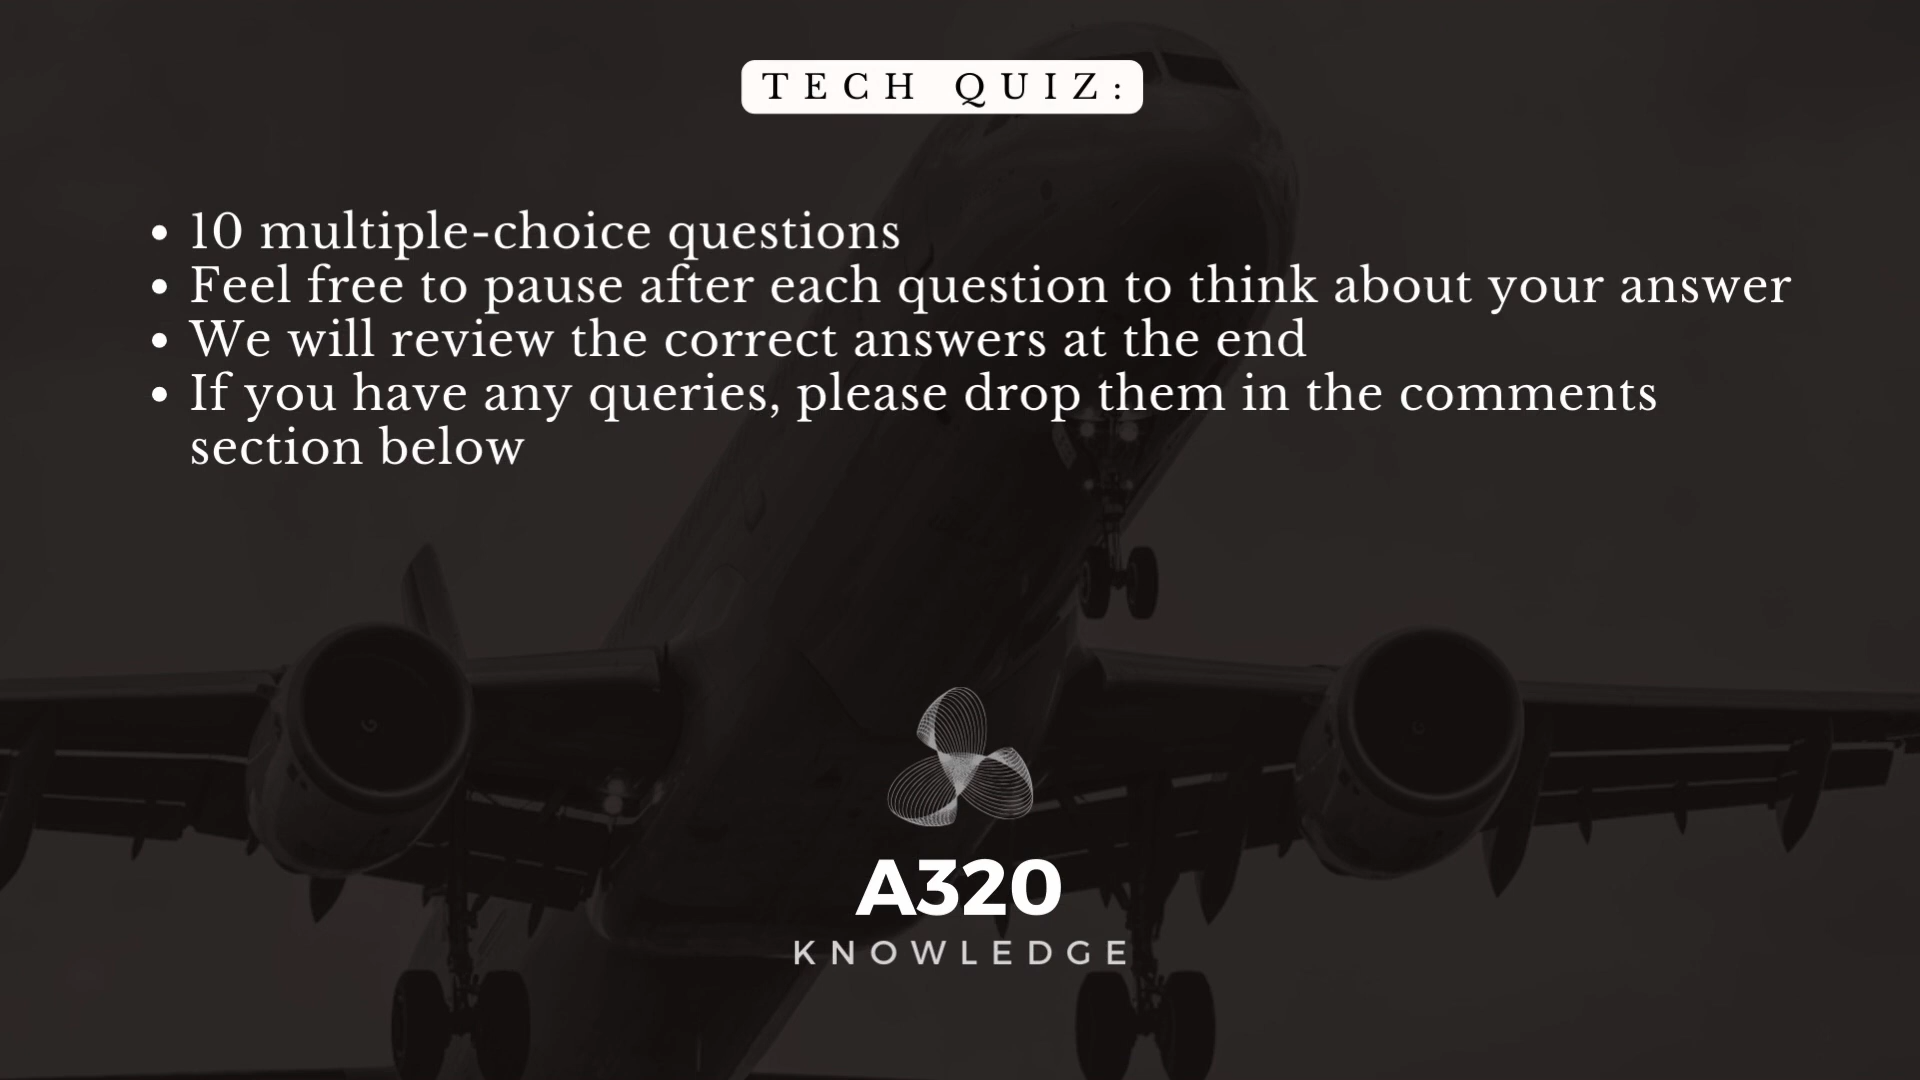 TECH QUIZ:
• 10 multiple-choice questions
• Feel free to pause after each question to think about your answer
• We will review the correct answers at the end
• If you have any queries, please drop them in the comments
section below
A320
KNOWLEDGE